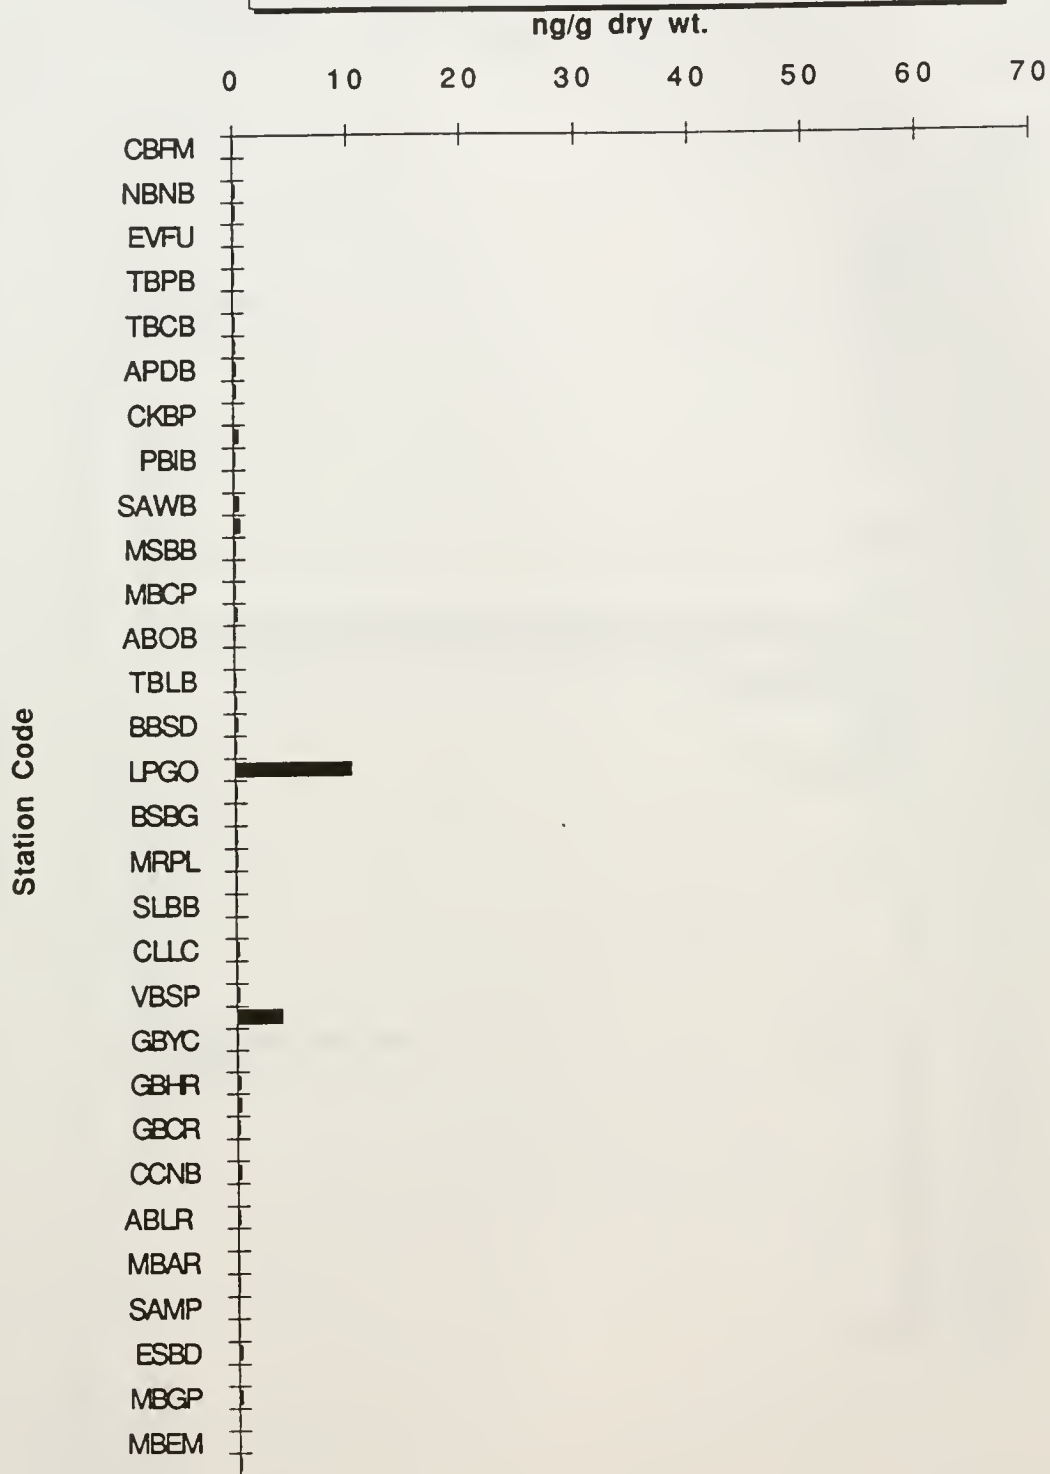 ng/g dry wt.
0 10 20 30 40 50 60 70
CBFM
NBNB
EVFU
TBPB
TBCB
APDB
CKBP
PBIB
SAWB
MSBB
MBCP
ABOB
TBLB
BBSD
LPGO
BSBG
MRPL
SLBB
CLLC
VBSP
GBYC
GBHR
GBCR
CCNB
ABLR
MBAR
SAMP
ESBD
MBGP
MBEM
Station Code